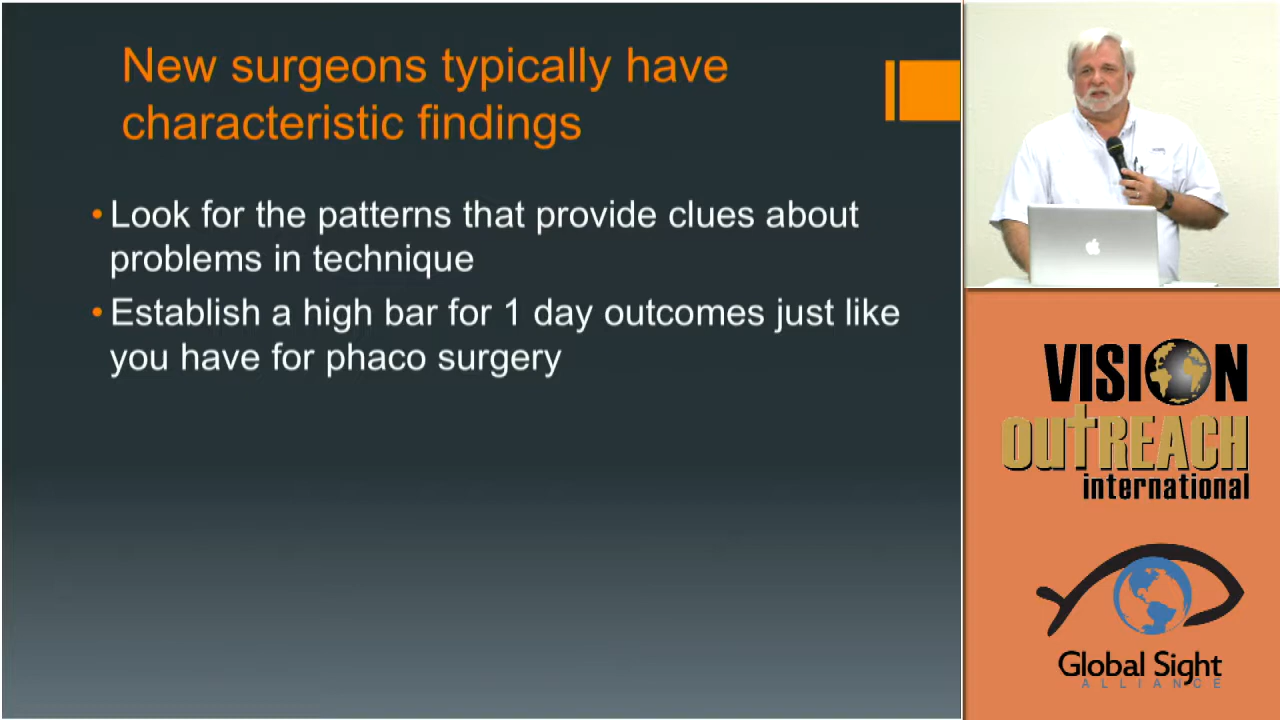 New surgeons typically have
characteristic findings
• Look for the patterns that provide clues about
problems in technique
• Establish a high bar for 1 day outcomes just like
you have for phaco surgery
VISION
OUTREACH
international
Global Sight
ALLIANCE